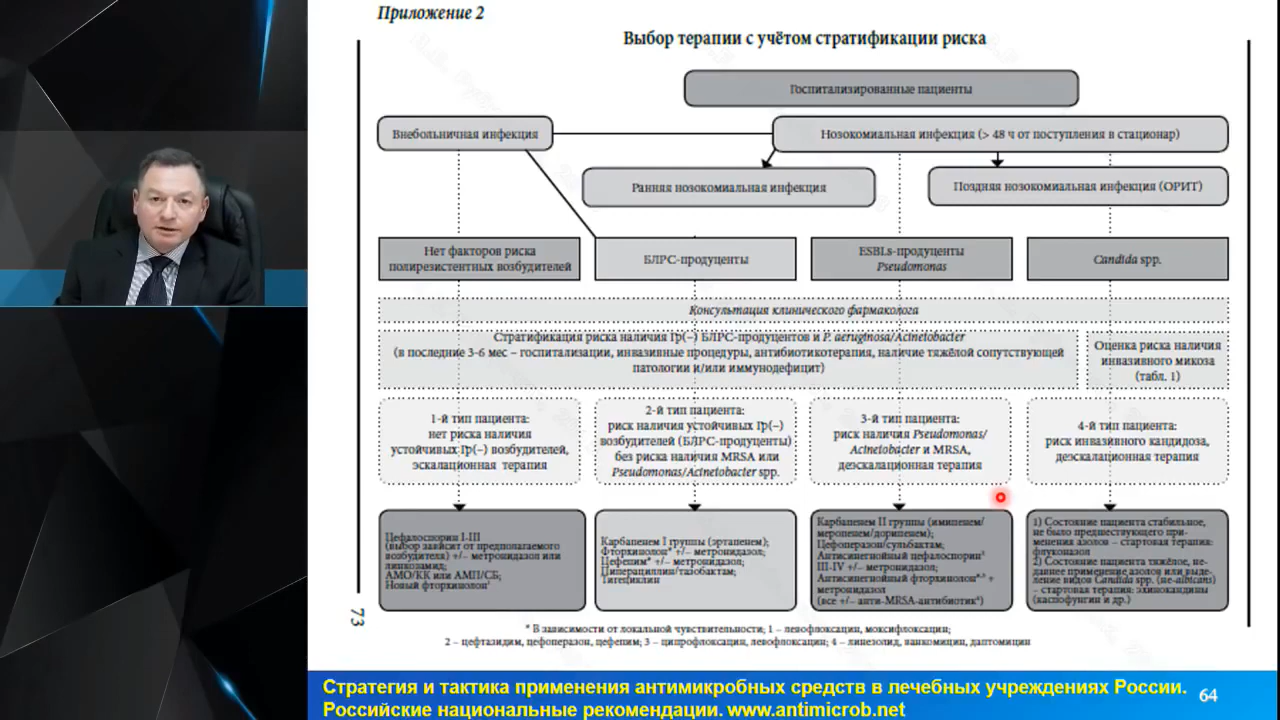 Приложение 2
Выбор терапии с учётом стратификации риска
Госпитализированные пациенты
Внебольничная инфекция
Нозокомиальная инфекция (> 48 ч от поступления в стационар)
Ранняя нозокомиальная инфекция
Поздняя нозокомиальная инфекция (ОРИТ)
Нет факторов риска
полирезистентных возбудителей
БЛРС-продуценты
ESBLs-продуценты
Pseudomonas
Candida spp.
Консультация клинического фармаколога
Стратификация риска наличия Гр(–) БЛРС-продуцентов и P. aeruginosa/Acinetobacter
(в последние 3-6 мес – госпитализации, инвазивные процедуры, антибиотикотерапия, наличие тяжёлой сопутствующей
патологии и/или иммунодефицит)
Оценка риска наличия
инвазивного микоза
(табл. 1)
1-й тип пациента:
нет риска наличия
устойчивых Гр(–) возбудителей,
эскалационная терапия
2-й тип пациента:
риск наличия устойчивых Гр(–)
возбудителей (БЛРС-продуценты)
без риска наличия MRSA или
Pseudomonas/Acinetobacter spp.
3-й тип пациента:
риск наличия Pseudomonas/
Acinetobacter и MRSA,
деэскалационная терапия
4-й тип пациента:
риск инвазивного кандидоза,
деэскалационная терапия
Цефалоспорин I-III
(выбор зависит от предполагаемого
возбудителя) +/– метронидазол или
линкозамид;
АМО/КК или АМП/СБ;
Новый фторхинолон¹
Карбапенем I группы (эртапенем);
Фторхинолон* +/– метронидазол;
Цефепим* +/– метронидазол;
Пиперациллин/тазобактам;
Тигециклин
Карбапенем II группы (имипенем/
меропенем/дорипенем);
Цефоперазон/сульбактам;
Антисинегнойный цефалоспорин²
III-IV +/– метронидазол;
Антисинегнойный фторхинолон*,³ +
метронидазол
(все +/– анти-MRSA-антибиотик⁴)
1) Состояние пациента стабильное,
не было предшествующего при-
менения азолов – стартовая терапия:
флуконазол
2) Состояние пациента тяжёлое, не-
давнее применение азолов или выде-
ление видов Candida spp. (не-albicans)
– стартовая терапия: эхинокандины
(каспофунгин и др.)
73
* В зависимости от локальной чувствительности; 1 – левофлоксацин, моксифлоксацин;
2 – цефтазидим, цефоперазон, цефепим; 3 – ципрофлоксацин, левофлоксацин; 4 – линезолид, ванкомицин, даптомицин
Стратегия и тактика применения антимикробных средств в лечебных учреждениях России.
Российские национальные рекомендации. www.antimicrob.net
64